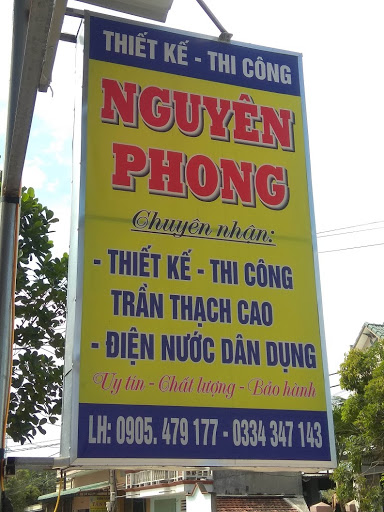 THIẾT KẾ - THI CÔNG
NGUYÊN
PHONG
Chuyên nhận:
- THIẾT KẾ - THI CÔNG
TRẦN THẠCH CAO
- ĐIỆN NƯỚC DÂN DỤNG
Uy tín - Chất lượng - Bảo hành
LH: 0905. 479 177 - 0334 347 143